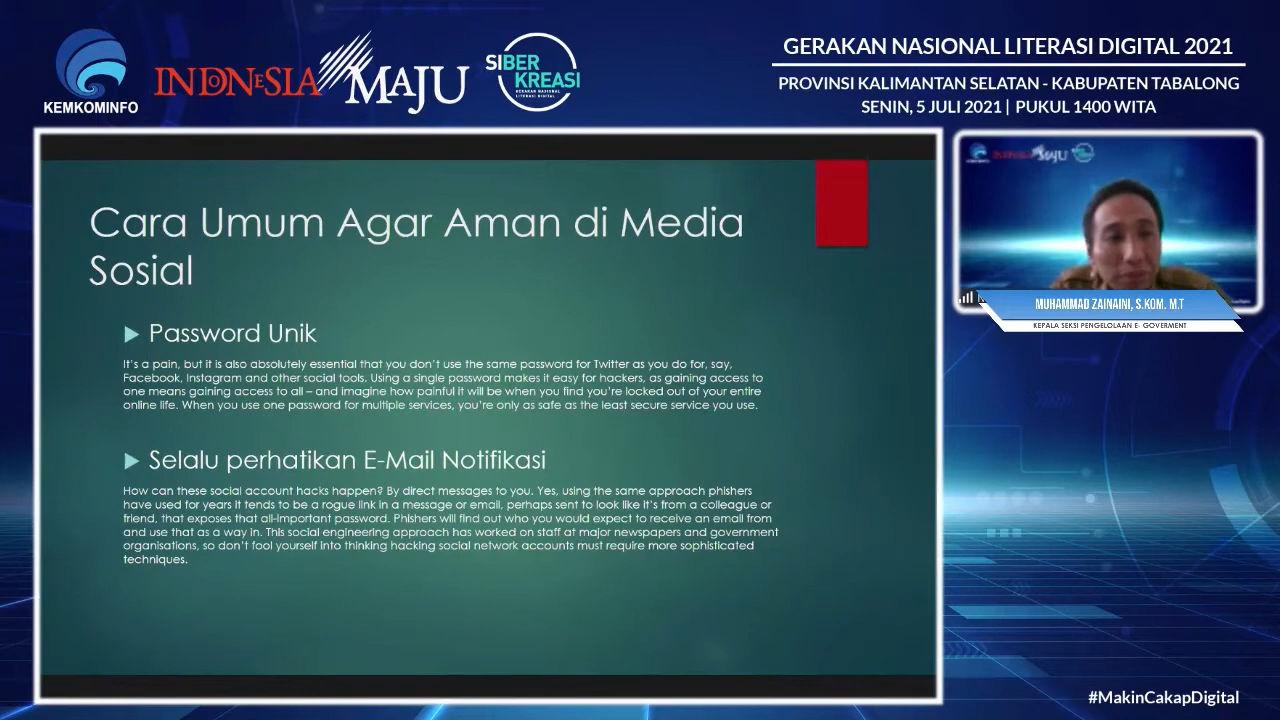 KEMKOMINFO
INDONESIA MAJU
SIBER
KREASI
GERAKAN NASIONAL
LITERASI DIGITAL
GERAKAN NASIONAL LITERASI DIGITAL 2021
PROVINSI KALIMANTAN SELATAN - KABUPATEN TABALONG
SENIN, 5 JULI 2021 | PUKUL 1400 WITA
Cara Umum Agar Aman di Media
Sosial
Password Unik
It's a pain, but it is also absolutely essential that you don't use the same password for Twitter as you do for, say,
Facebook, Instagram and other social tools. Using a single password makes it easy for hackers, as gaining access to
one means gaining access to all – and imagine how painful it will be when you find you're locked out of your entire
online life. When you use one password for multiple services, you're only as safe as the least secure service you use.
Selalu perhatikan E-Mail Notifikasi
How can these social account hacks happen? By direct messages to you. Yes, using the same approach phishers
have used for years it tends to be a rogue link in a message or email, perhaps sent to look like it's from a colleague or
friend, that exposes that all-important password. Phishers will find out who you would expect to receive an email from
and use that as a way in. This social engineering approach has worked on staff at major newspapers and government
organisations, so don't fool yourself into thinking hacking social network accounts must require more sophisticated
techniques.
MUHAMMAD ZAINAINI, S.KOM. M.T
KEPALA SEKSI PENGELOLAAN E- GOVERMENT
#MakinCakapDigital